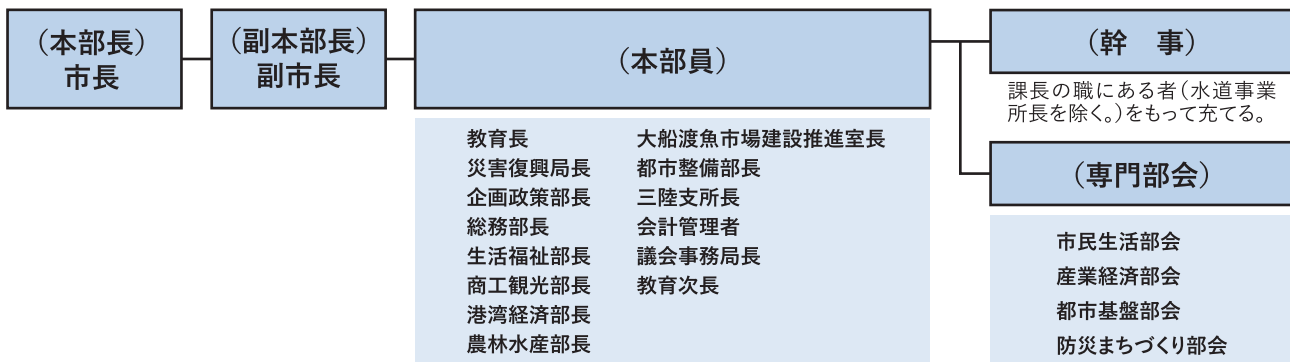 (本部長)
市長
(副本部長)
副市長
(本部員)
教育長
災害復興局長
企画政策部長
総務部長
生活福祉部長
商工観光部長
港湾経済部長
農林水産部長
大船渡魚市場建設推進室長
都市整備部長
三陸支所長
会計管理者
議会事務局長
教育次長
(幹　事)
課長の職にある者(水道事業
所長を除く。)をもって充てる。
(専門部会)
市民生活部会
産業経済部会
都市基盤部会
防災まちづくり部会